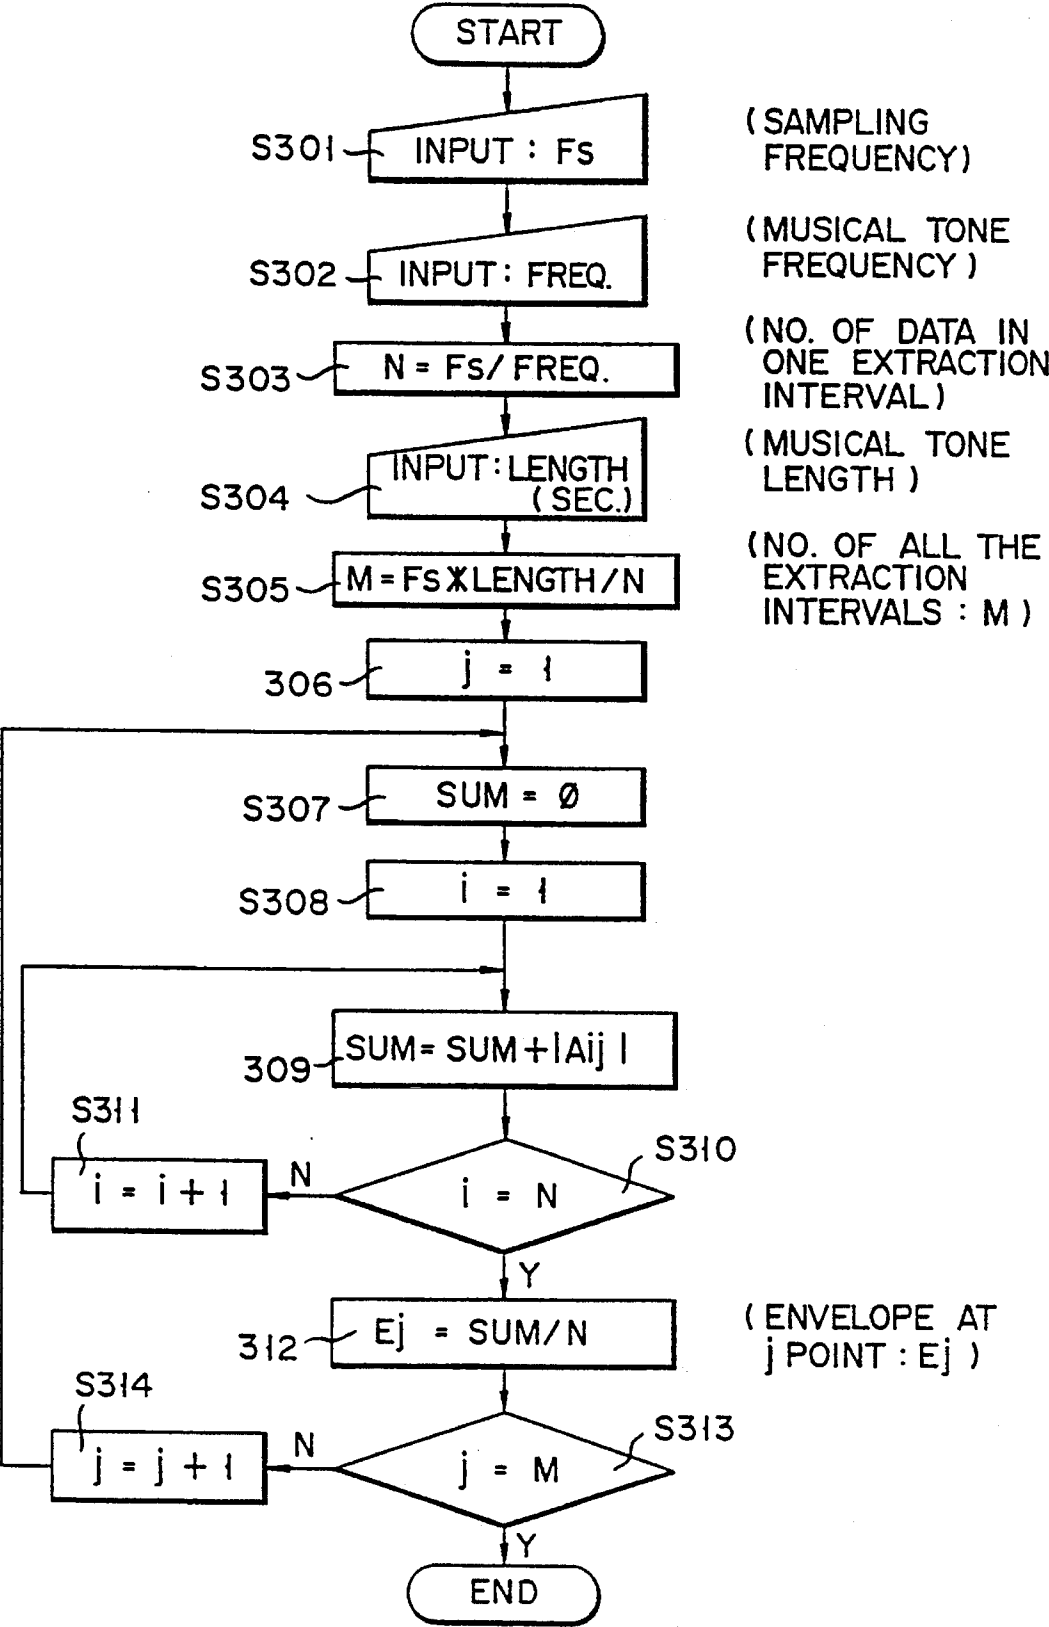 START
S301
INPUT : Fs
(SAMPLING
FREQUENCY)
S302
INPUT : FREQ.
(MUSICAL TONE
FREQUENCY)
S303
N = Fs / FREQ.
(NO. OF DATA IN
ONE EXTRACTION
INTERVAL)
S304
INPUT : LENGTH
(SEC.)
(MUSICAL TONE
LENGTH)
S305
M = Fs * LENGTH / N
(NO. OF ALL THE
EXTRACTION
INTERVALS : M)
306
j = 1
S307
SUM = Ø
S308
i = 1
309
SUM = SUM + |Aij|
S310
i = N
N
S311
i = i + 1
Y
312
Ej = SUM / N
(ENVELOPE AT
j POINT : Ej)
S313
j = M
N
S314
j = j + 1
Y
END